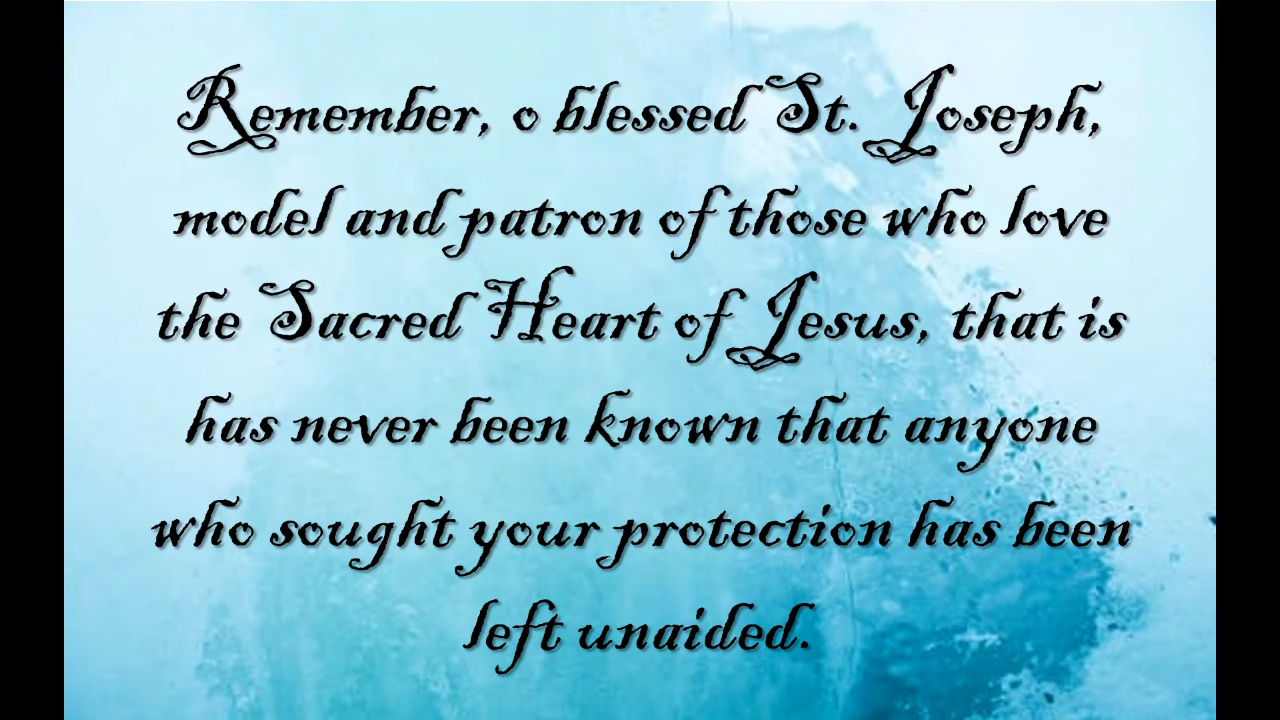 Remember, o blessed St. Joseph,
model and patron of those who love
the Sacred Heart of Jesus, that is
has never been known that anyone
who sought your protection has been
left unaided.